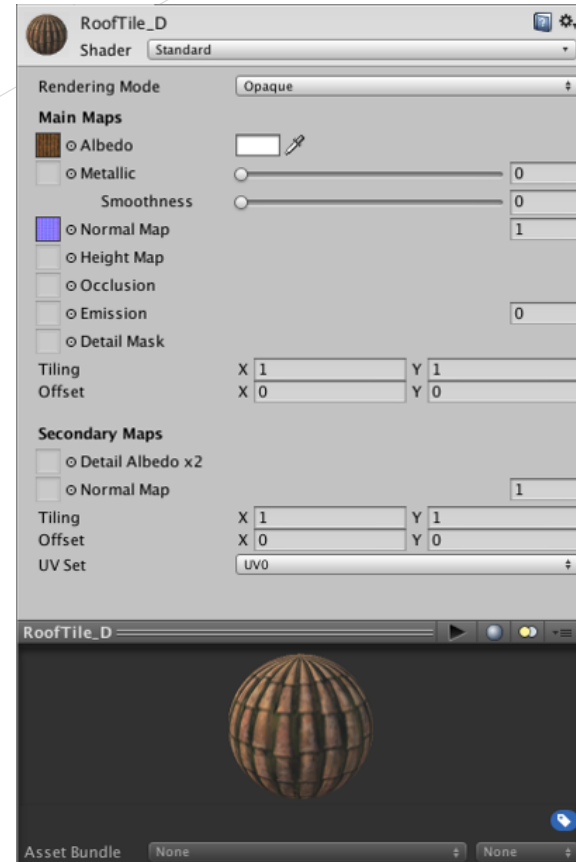 RoofTile_D
Shader Standard
Rendering Mode Opaque
Main Maps
Albedo
Metallic 0
Smoothness 0
Normal Map 1
Height Map
Occlusion
Emission 0
Detail Mask
Tiling X 1 Y 1
Offset X 0 Y 0
Secondary Maps
Detail Albedo x2
Normal Map 1
Tiling X 1 Y 1
Offset X 0 Y 0
UV Set UV0
RoofTile_D
Asset Bundle None None